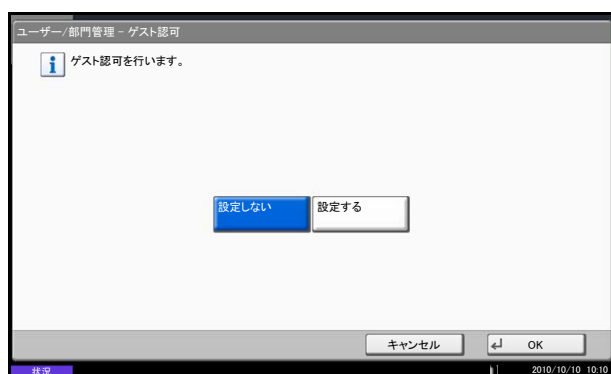 ユーザー/部門管理 - ゲスト認可
ゲスト認可を行います。
設定しない
設定する
キャンセル
OK
状況
2010/10/10 10:10